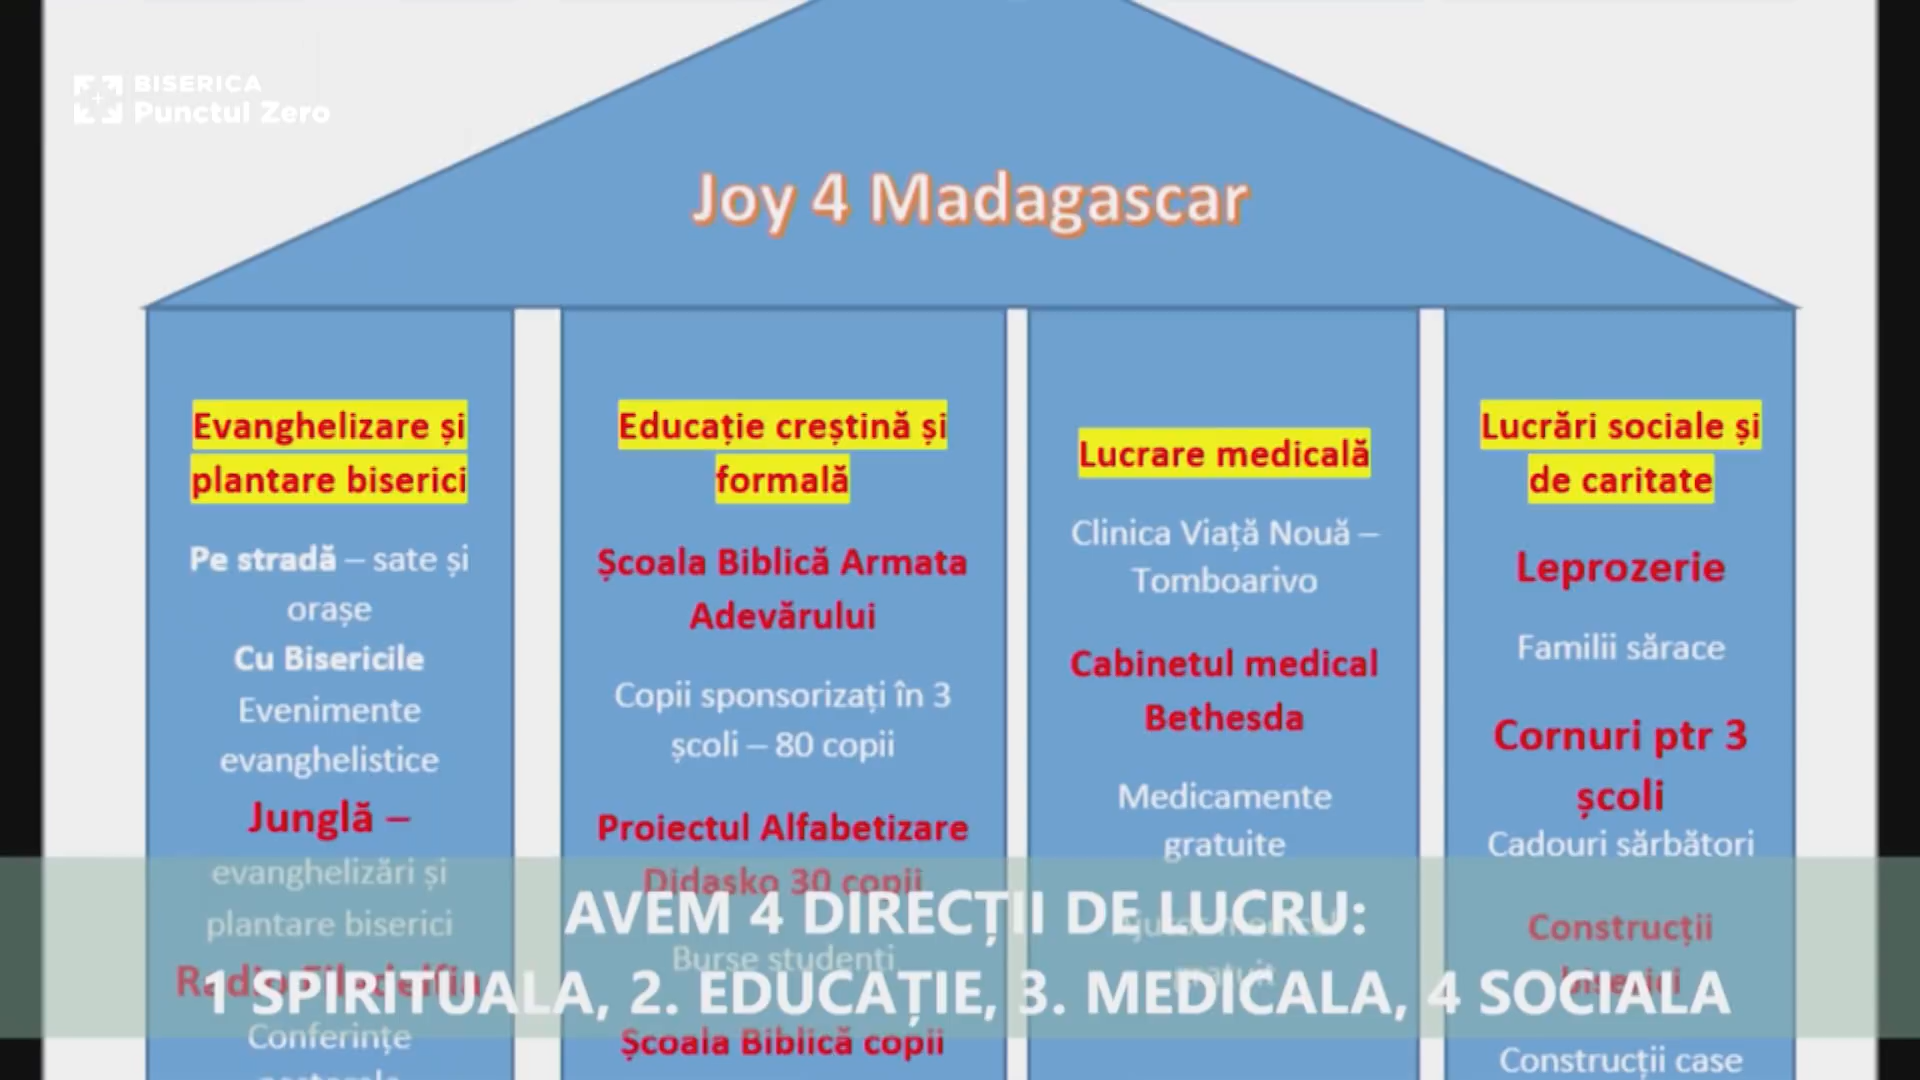 BISERICA
Punctul Zero
Joy 4 Madagascar
Evanghelizare și
plantare biserici
Pe stradă – sate și
orașe
Cu Bisericile
Evenimente
evanghelistice
Junglă –
evanghelizări și
plantare biserici
Conferințe
Educație creștină și
formală
Școala Biblică Armata
Adevărului
Copii sponsorizați în 3
școli – 80 copii
Proiectul Alfabetizare
Didasko 30 copii
Burse studenți
Școala Biblică copii
Lucrare medicală
Clinica Viață Nouă –
Tomboarivo
Cabinetul medical
Bethesda
Medicamente
gratuite
Lucrări sociale și
de caritate
Leprozerie
Familii sărace
Cornuri ptr 3
școli
Cadouri sărbători
Construcții
Construcții case
AVEM 4 DIRECȚII DE LUCRU:
1 SPIRITUALA, 2. EDUCAȚIE, 3. MEDICALA, 4 SOCIALA